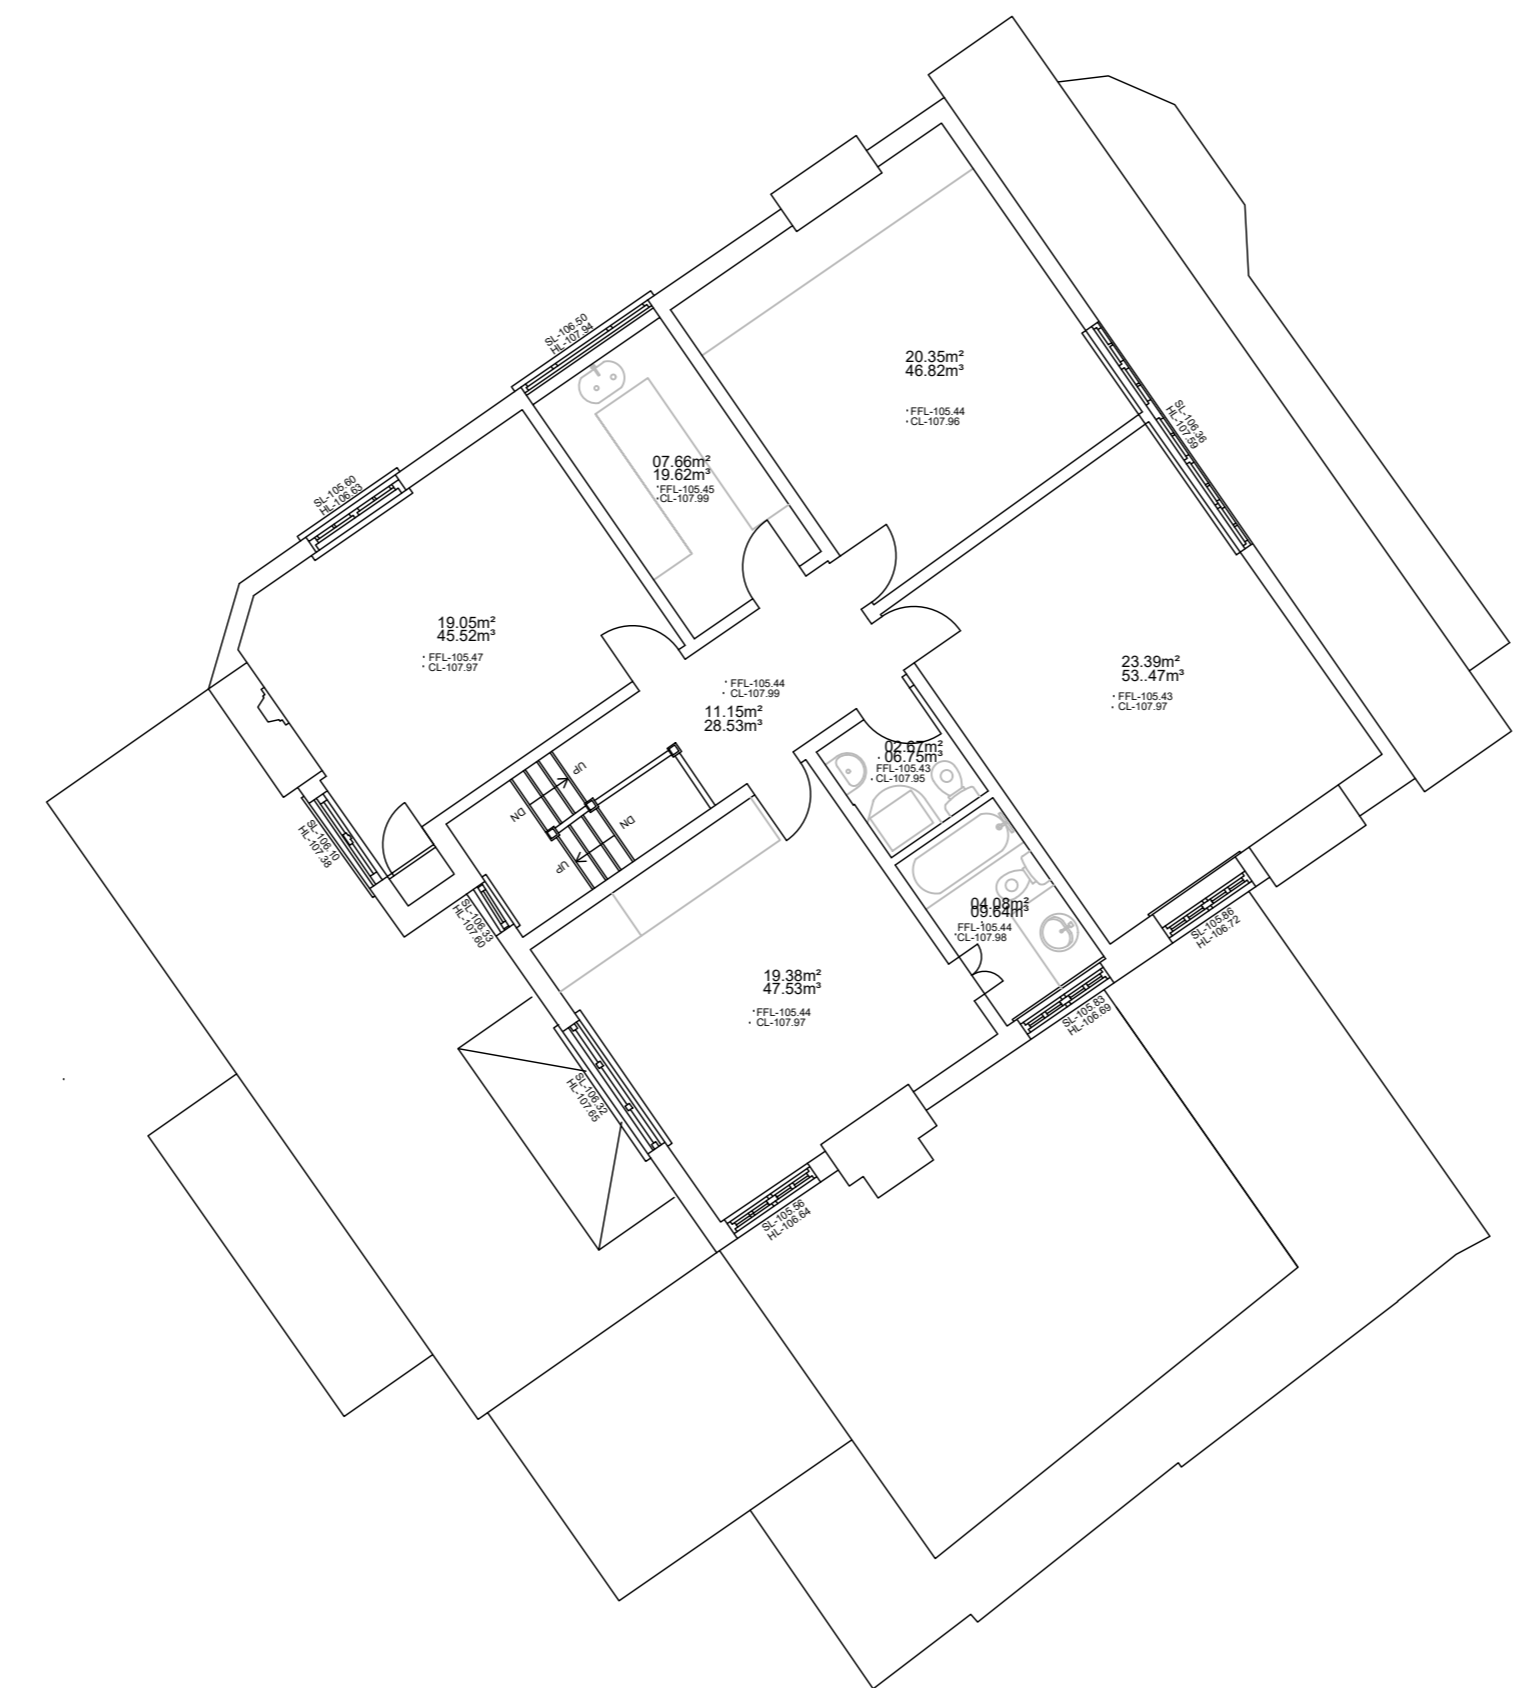 SL-106.50
HL-107.94
20.35m²
46.82m³
FFL-105.44
CL-107.96
SL-106.36
HL-107.59
07.66m²
19.62m³
FFL-105.45
CL-107.99
SL-105.60
HL-106.63
19.05m²
45.52m³
FFL-105.47
CL-107.97
FFL-105.44
CL-107.99
11.15m²
28.53m³
23.39m²
53..47m³
FFL-105.43
CL-107.97
02.67m²
06.75m³
FFL-105.43
CL-107.95
UP
DN
DN
UP
SL-106.10
HL-107.38
SL-106.33
HL-107.60
04.08m²
09.64m³
FFL-105.44
CL-107.98
SL-105.86
HL-106.72
19.38m²
47.53m³
FFL-105.44
CL-107.97
SL-105.83
HL-106.69
SL-106.32
HL-107.65
SL-105.56
HL-106.64